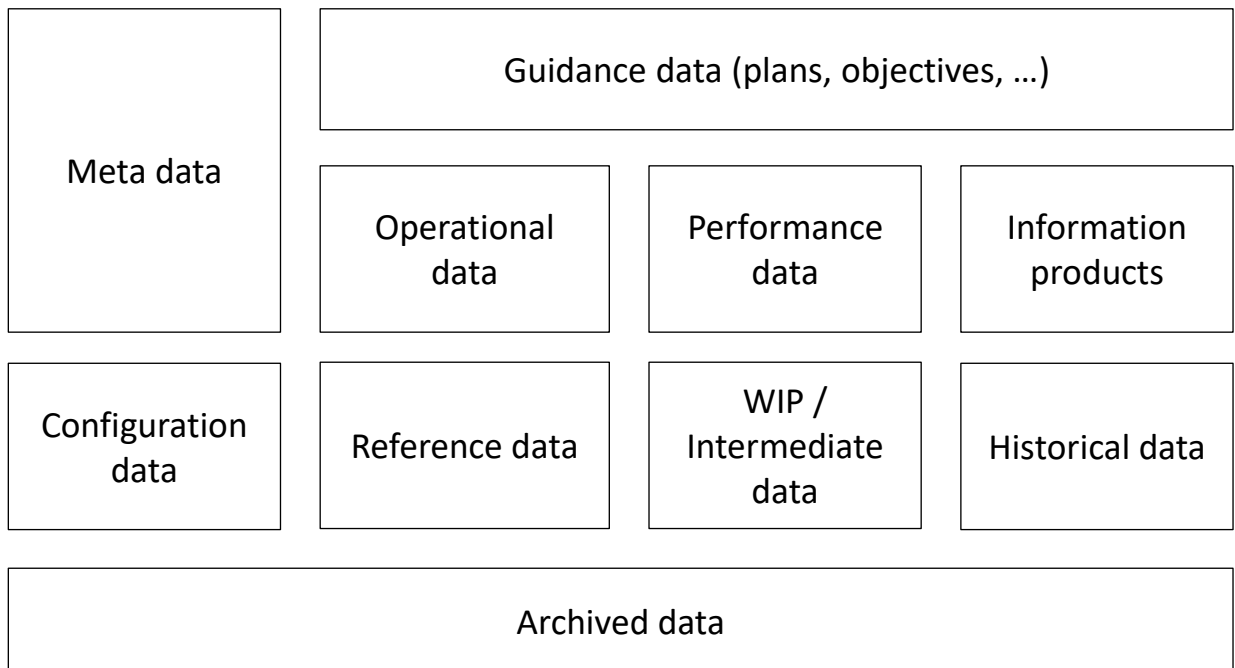 Guidance data (plans, objectives, …)
Meta data
Operational
data
Performance
data
Information
products
Configuration
data
Reference data
WIP /
Intermediate
data
Historical data
Archived data